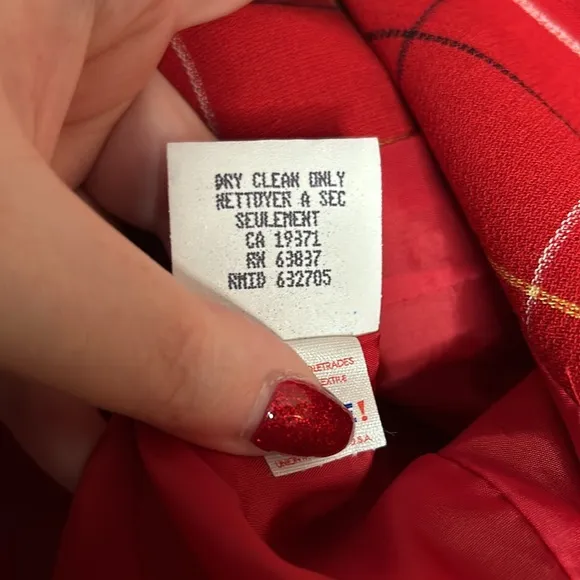 DRY CLEAN ONLY
NETTOYER A SEC
SEULEMENT
CA 19371
RN 63837
RMID 632705
!